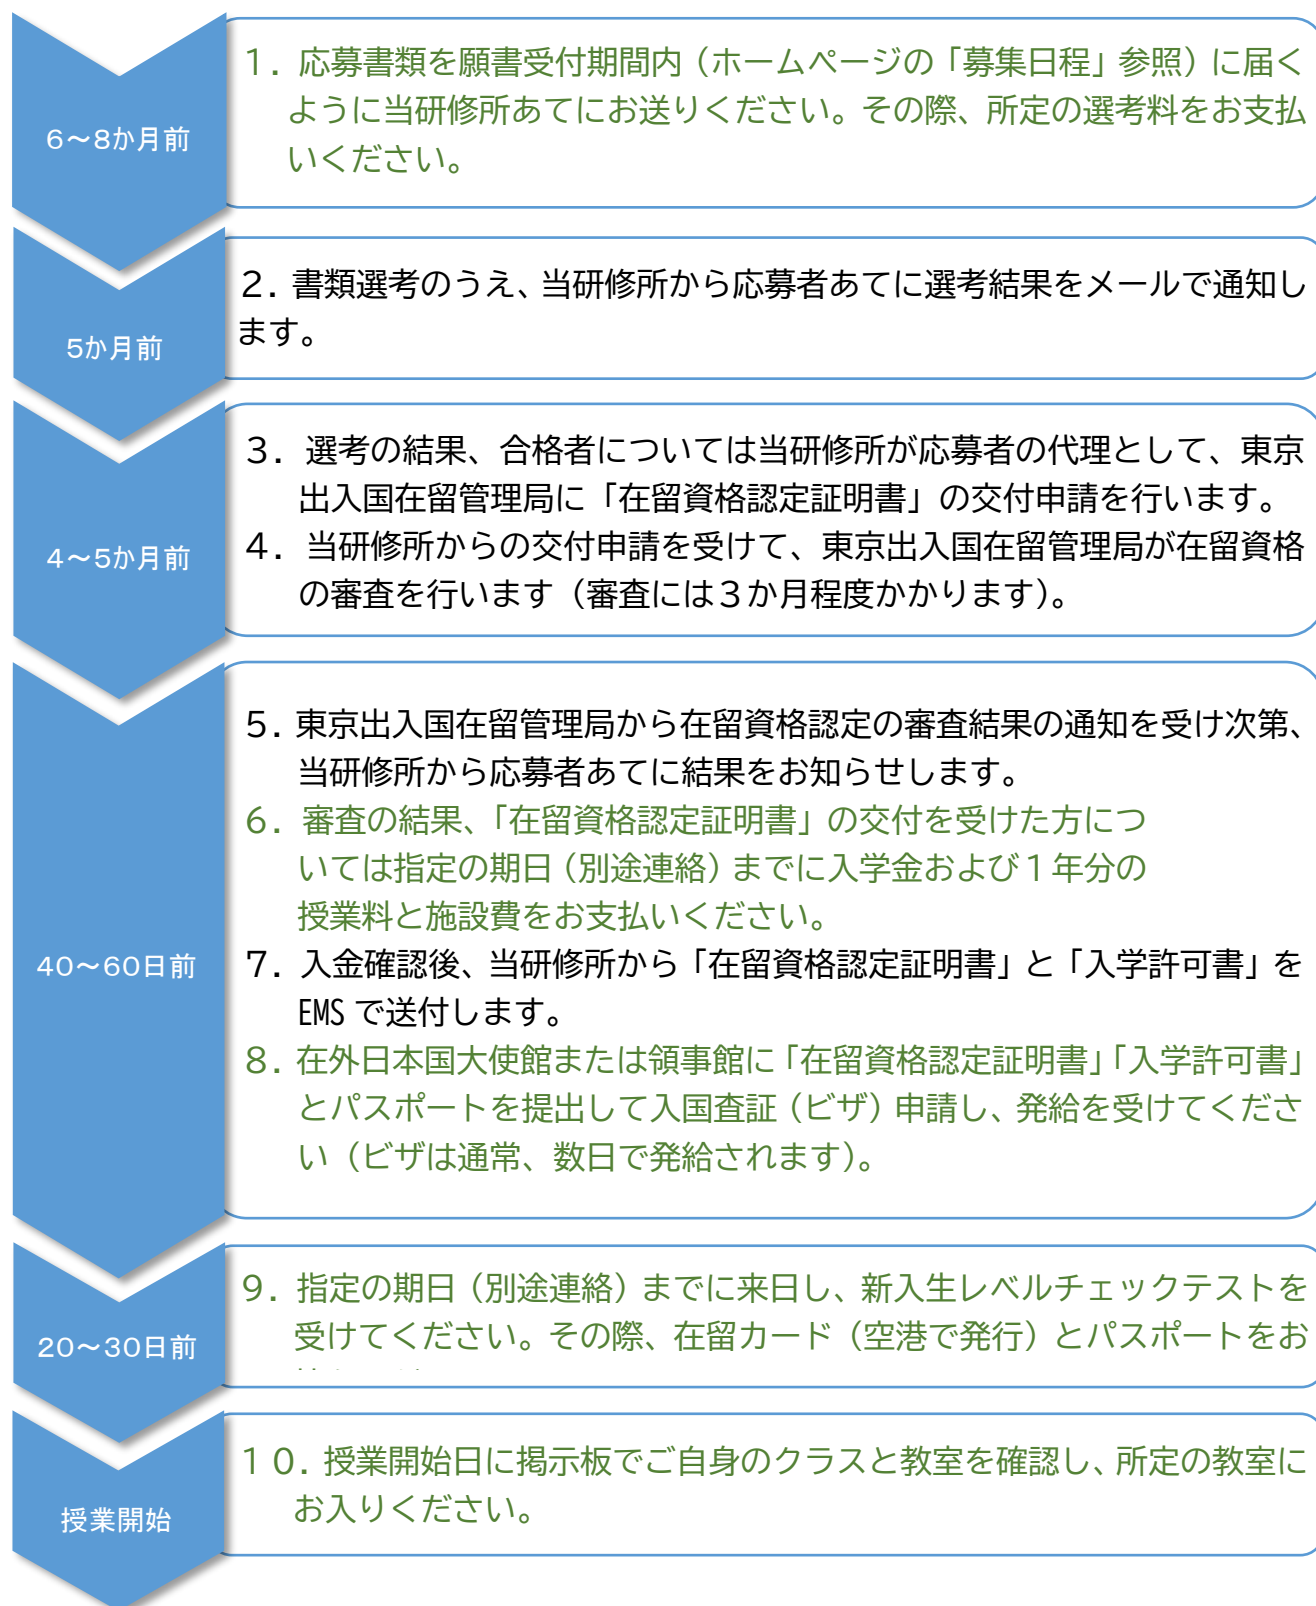 6～8か月前
１．応募書類を願書受付期間内（ホームページの「募集日程」参照）に届く
ように当研修所あてにお送りください。その際、所定の選考料をお支払
いください。
5か月前
２．書類選考のうえ、当研修所から応募者あてに選考結果をメールで通知し
ます。
4～5か月前
３．選考の結果、合格者については当研修所が応募者の代理として、東京
出入国在留管理局に「在留資格認定証明書」の交付申請を行います。
４．当研修所からの交付申請を受けて、東京出入国在留管理局が在留資格
の審査を行います（審査には３か月程度かかります）。
40～60日前
５．東京出入国在留管理局から在留資格認定の審査結果の通知を受け次第、
当研修所から応募者あてに結果をお知らせします。
６．審査の結果、「在留資格認定証明書」の交付を受けた方につ
いては指定の期日（別途連絡）までに入学金および１年分の
授業料と施設費をお支払いください。
７．入金確認後、当研修所から「在留資格認定証明書」と「入学許可書」を
EMSで送付します。
８．在外日本国大使館または領事館に「在留資格認定証明書」「入学許可書」
とパスポートを提出して入国査証（ビザ）申請し、発給を受けてくださ
い（ビザは通常、数日で発給されます）。
20～30日前
９．指定の期日（別途連絡）までに来日し、新入生レベルチェックテストを
受けてください。その際、在留カード（空港で発行）とパスポートをお
授業開始
１０．授業開始日に掲示板でご自身のクラスと教室を確認し、所定の教室に
お入りください。